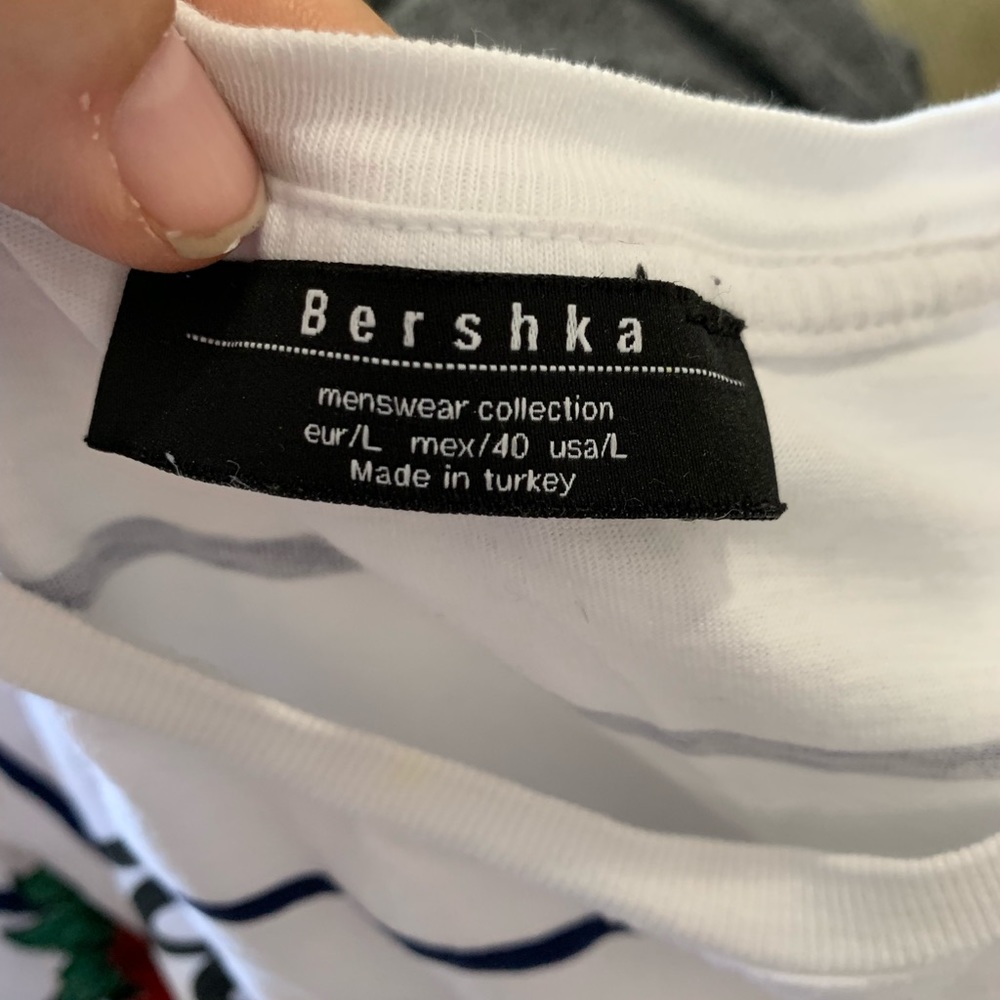 Bershka
menswear collection
eur/L mex/40 usa/L
Made in turkey